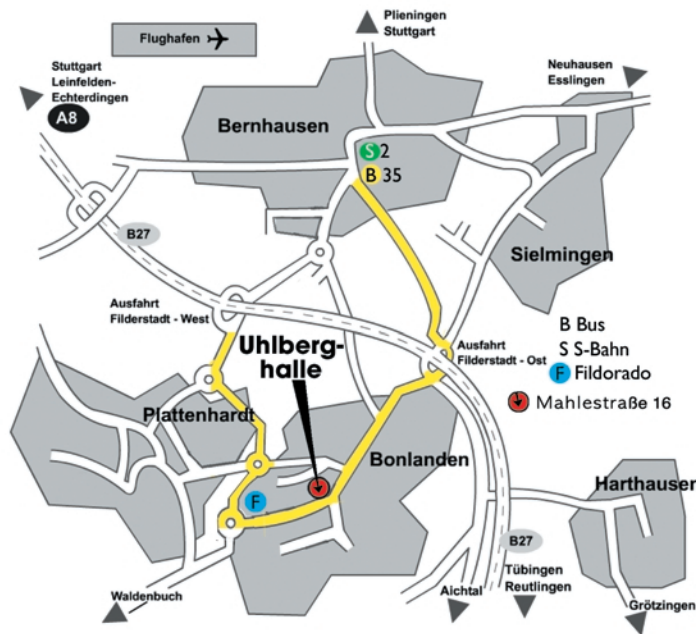 Flughafen
Plieningen
Stuttgart
Stuttgart
Leinfelden-
Echterdingen
A8
Neuhausen
Esslingen
Bernhausen
S 2
B 35
B27
Sielmingen
Ausfahrt
Filderstadt - West
Uhlberg-
halle
Ausfahrt
Filderstadt - Ost
B Bus
S S-Bahn
F Fildorado
Mahlestraße 16
Plattenhardt
Bonlanden
F
Harthausen
B27
Tübingen
Reutlingen
Waldenbuch
Aichtal
Grötzingen